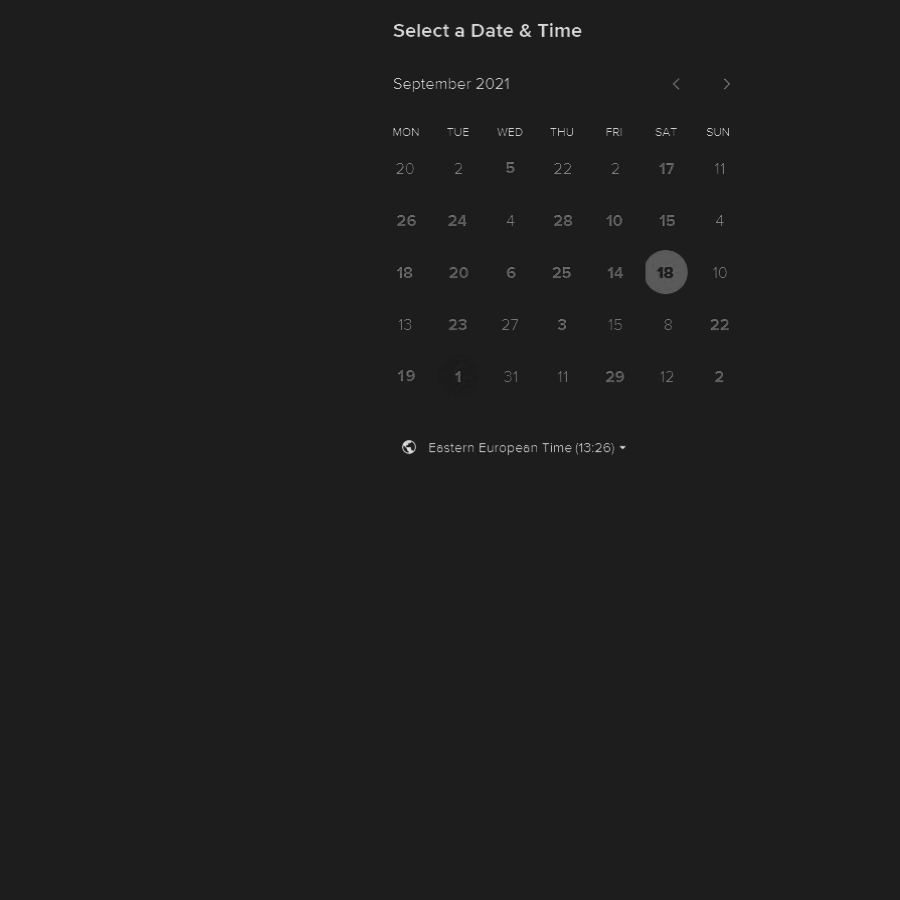 Select a Date & Time
September 2021
MON TUE WED THU FRI SAT SUN
20 2 5 22 2 17 11
26 24 4 28 10 15 4
18 20 6 25 14 18 10
13 23 27 3 15 8 22
19 1 31 11 29 12 2
Eastern European Time (13:26)